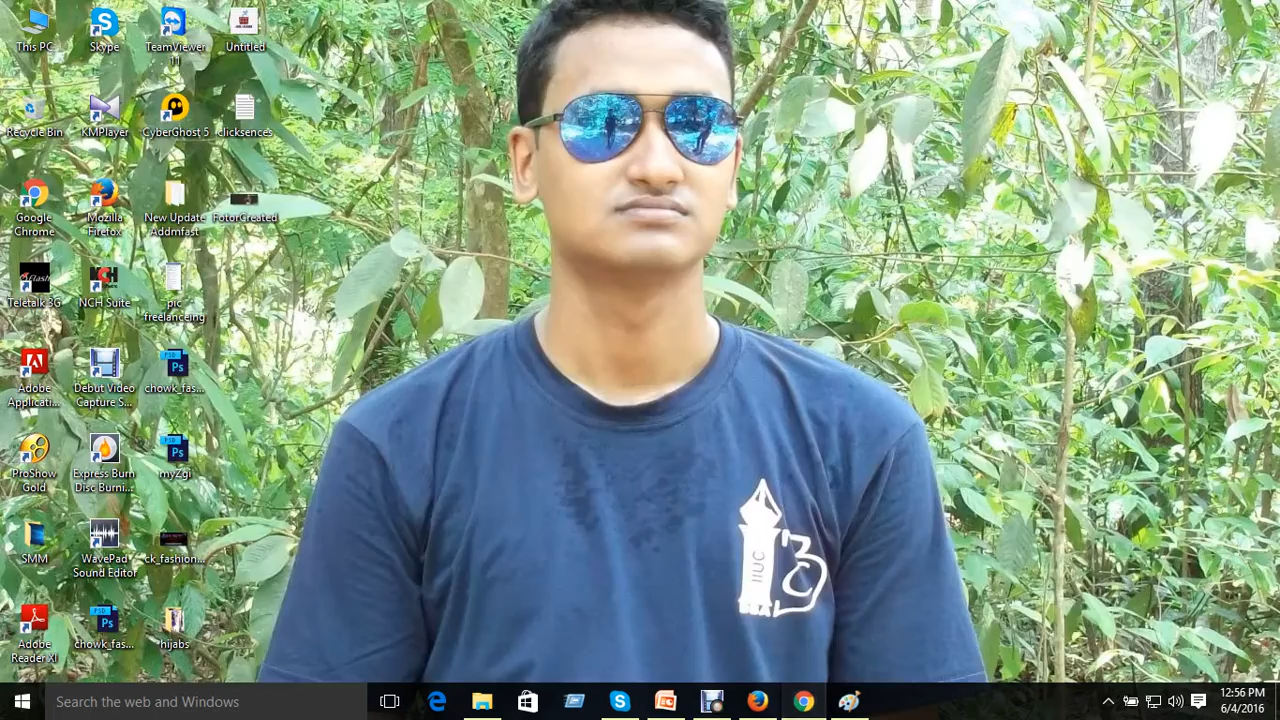 This PC
Skype
TeamViewer
11
Untitled
Recycle Bin
KMPlayer
CyberGhost 5
clicksences
Google
Chrome
Mozilla
Firefox
New Update
Addmfast
FotorCreated
Teletalk 3G
NCH Suite
pic
freelanceing
Adobe
Applicati...
Debut Video
Capture S...
chowk_fas...
ProShow
Gold
Express Burn
Disc Burni...
myZgi
SMM
WavePad
Sound Editor
ck_fashion...
Adobe
Reader XI
chowk_fas...
hijabs
IIUC
Search the web and Windows
12:56 PM
6/4/2016